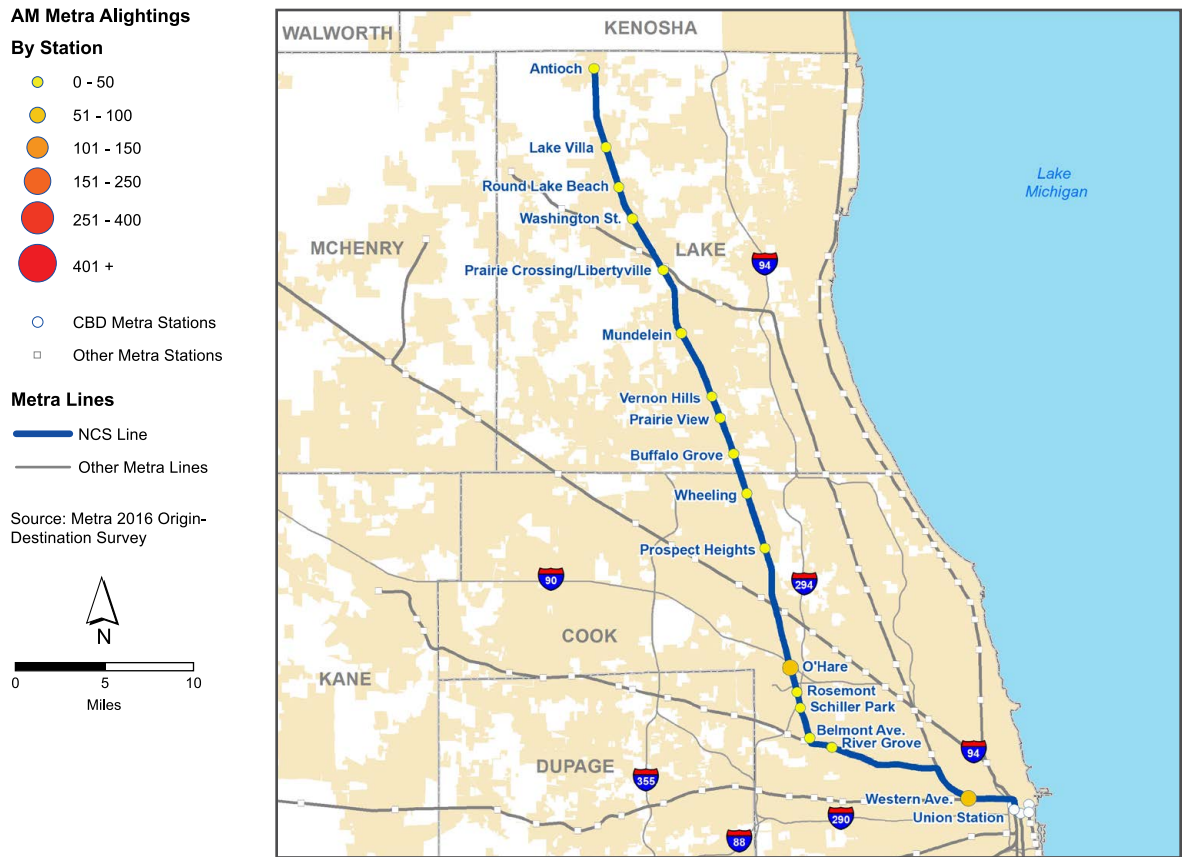 AM Metra Alightings
By Station
0 - 50
51 - 100
101 - 150
151 - 250
251 - 400
401 +
CBD Metra Stations
Other Metra Stations
Metra Lines
NCS Line
Other Metra Lines
Source: Metra 2016 Origin-
Destination Survey
N
0 5 10
Miles
WALWORTH
KENOSHA
Antioch
Lake Villa
Round Lake Beach
Washington St.
MCHENRY
LAKE
Lake
Michigan
94
Prairie Crossing/Libertyville
Mundelein
Vernon Hills
Prairie View
Buffalo Grove
Wheeling
Prospect Heights
90
294
COOK
KANE
O'Hare
Rosemont
Schiller Park
Belmont Ave.
River Grove
94
DUPAGE
355
Western Ave.
Union Station
290
88